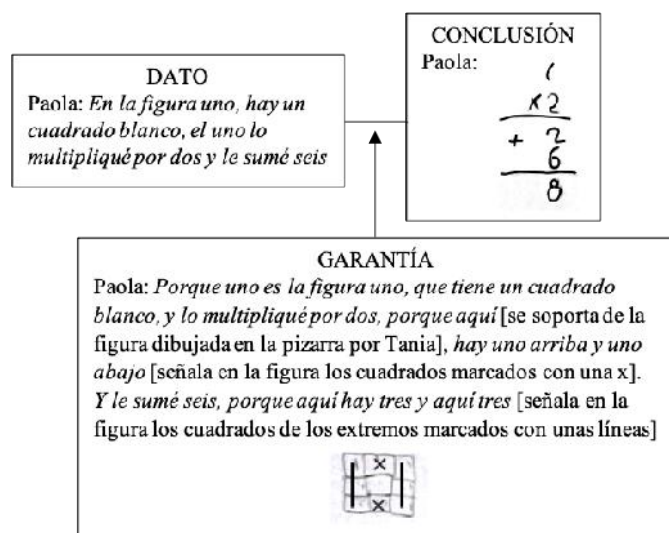 DATO
Paola: En la figura uno, hay un
cuadrado blanco, el uno lo
multipliqué por dos y le sumé seis
CONCLUSIÓN
Paola:
1
x2
+ 2
6
8
GARANTÍA
Paola: Porque uno es la figura uno, que tiene un cuadrado
blanco, y lo multipliqué por dos, porque aquí [se soporta de la
figura dibujada en la pizarra por Tania], hay uno arriba y uno
abajo [señala en la figura los cuadrados marcados con una x].
Y le sumé seis, porque aquí hay tres y aquí tres [señala en la
figura los cuadrados de los extremos marcados con unas líneas]
x
x